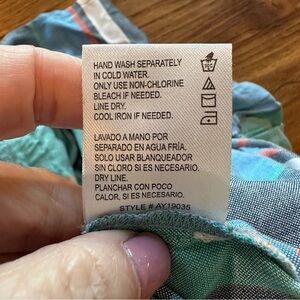 HAND WASH SEPARATELY
IN COLD WATER.
ONLY USE NON-CHLORINE
BLEACH IF NEEDED.
LINE DRY.
COOL IRON IF NEEDED.
LAVADO A MANO POR
SEPARADO EN AGUA FRÍA.
SOLO USAR BLANQUEADOR
SIN CLORO SI ES NECESARIO.
DRY LINE.
PLANCHAR CON POCO
CALOR, SI ES NECESARIO.
STYLE # AY19035